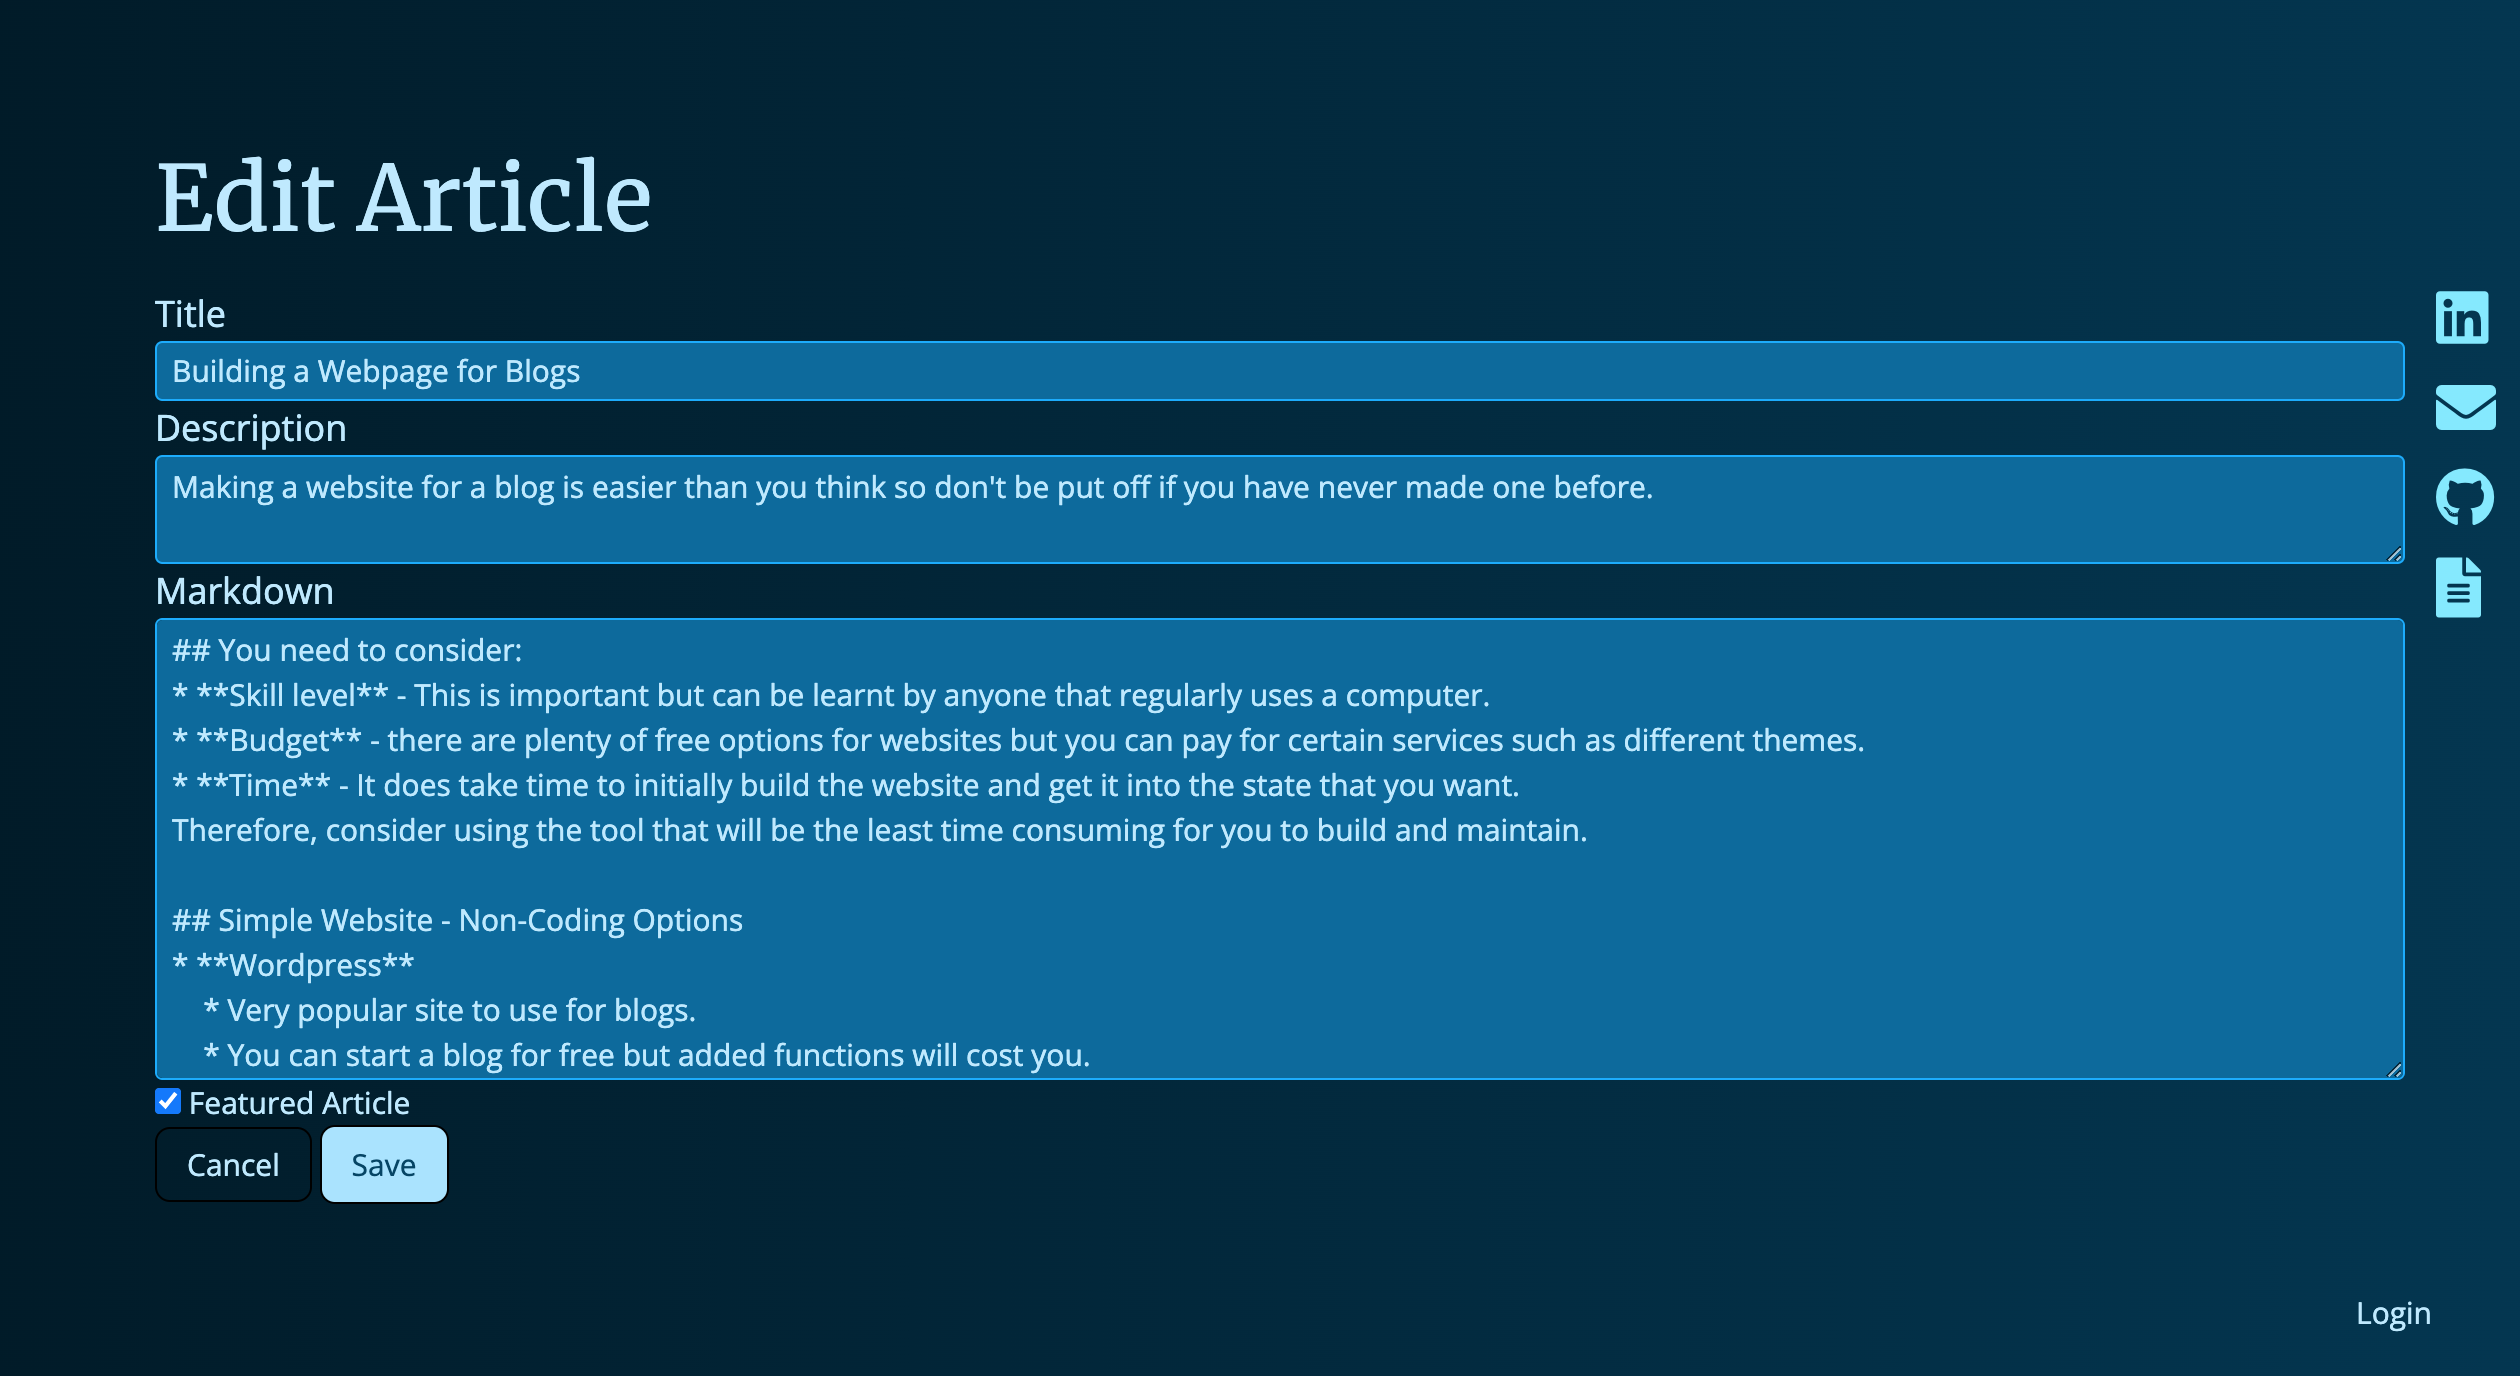 Edit Article
Title
Building a Webpage for Blogs
Description
Making a website for a blog is easier than you think so don't be put off if you have never made one before.
Markdown
## You need to consider:
* **Skill level** - This is important but can be learnt by anyone that regularly uses a computer.
* **Budget** - there are plenty of free options for websites but you can pay for certain services such as different themes.
* **Time** - It does take time to initially build the website and get it into the state that you want.
Therefore, consider using the tool that will be the least time consuming for you to build and maintain.

## Simple Website - Non-Coding Options
* **Wordpress**
    * Very popular site to use for blogs.
    * You can start a blog for free but added functions will cost you.
Featured Article
Cancel Save
in
Login